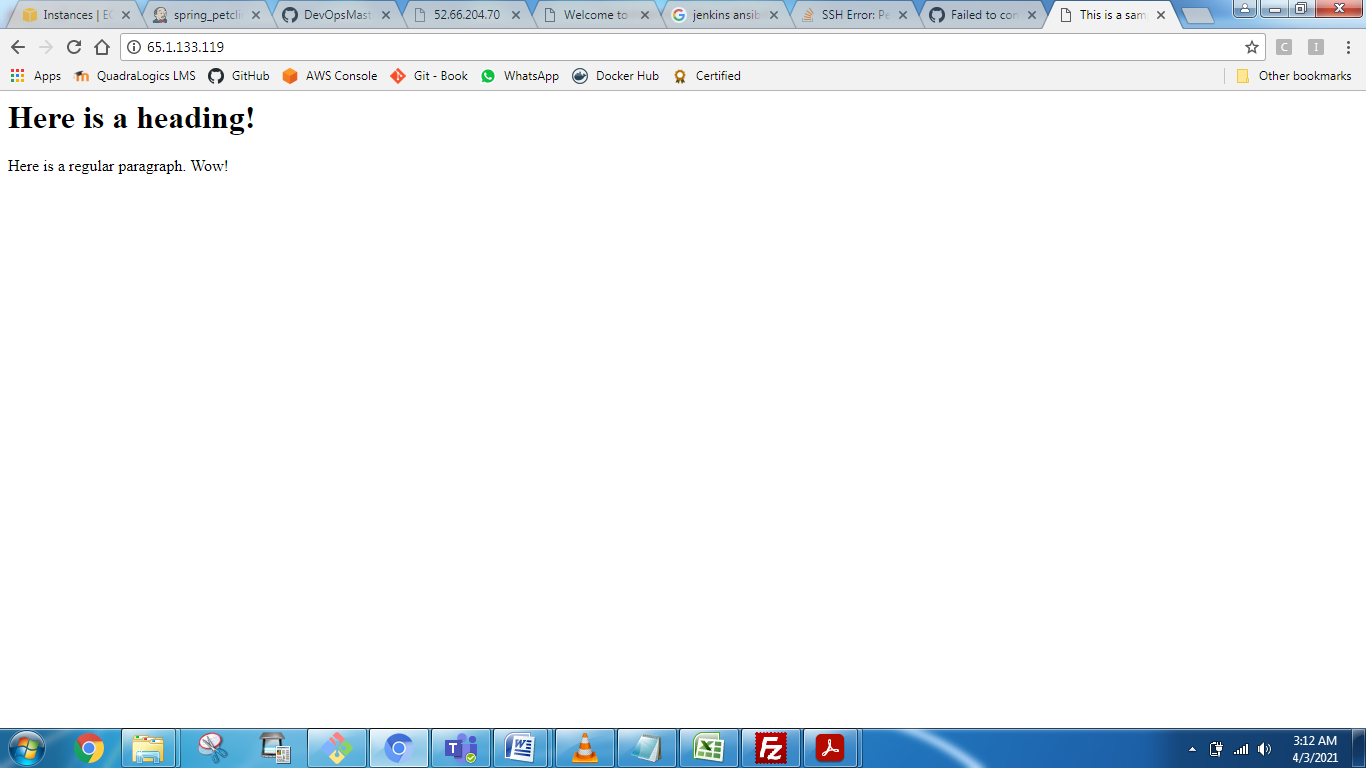 Instances | EC
spring_petcli
DevOpsMast
52.66.204.70
Welcome to
jenkins ansib
SSH Error: Pe
Failed to con
This is a sam
65.1.133.119
C
I
Apps
QuadraLogics LMS
GitHub
AWS Console
Git - Book
WhatsApp
Docker Hub
Certified
Other bookmarks
Here is a heading!
Here is a regular paragraph. Wow!
3:12 AM
4/3/2021